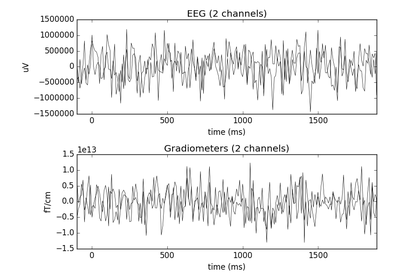 EEG (2 channels)
1500000
1000000
500000
0
−500000
−1000000
−1500000
uV
0 500 1000 1500
time (ms)
1e13
Gradiometers (2 channels)
1.5
1.0
0.5
0.0
−0.5
−1.0
−1.5
fT/cm
0 500 1000 1500
time (ms)